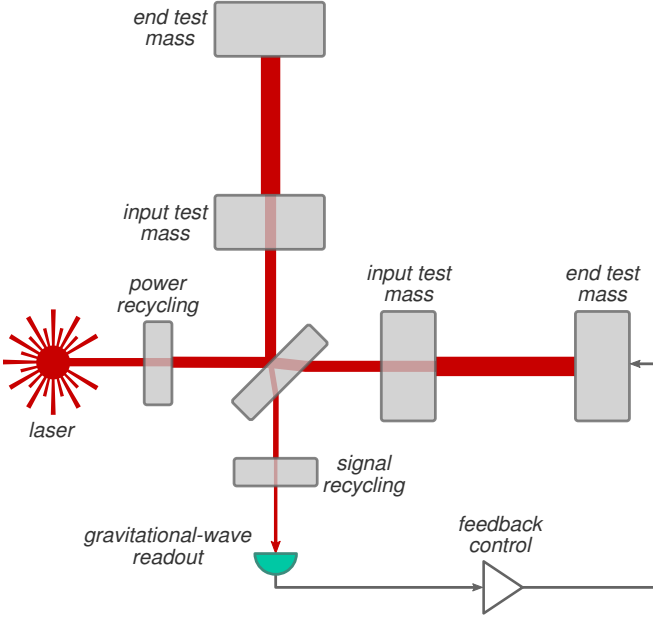 end test
mass
input test
mass
power
recycling
input test
mass
end test
mass
laser
signal
recycling
gravitational-wave
readout
feedback
control